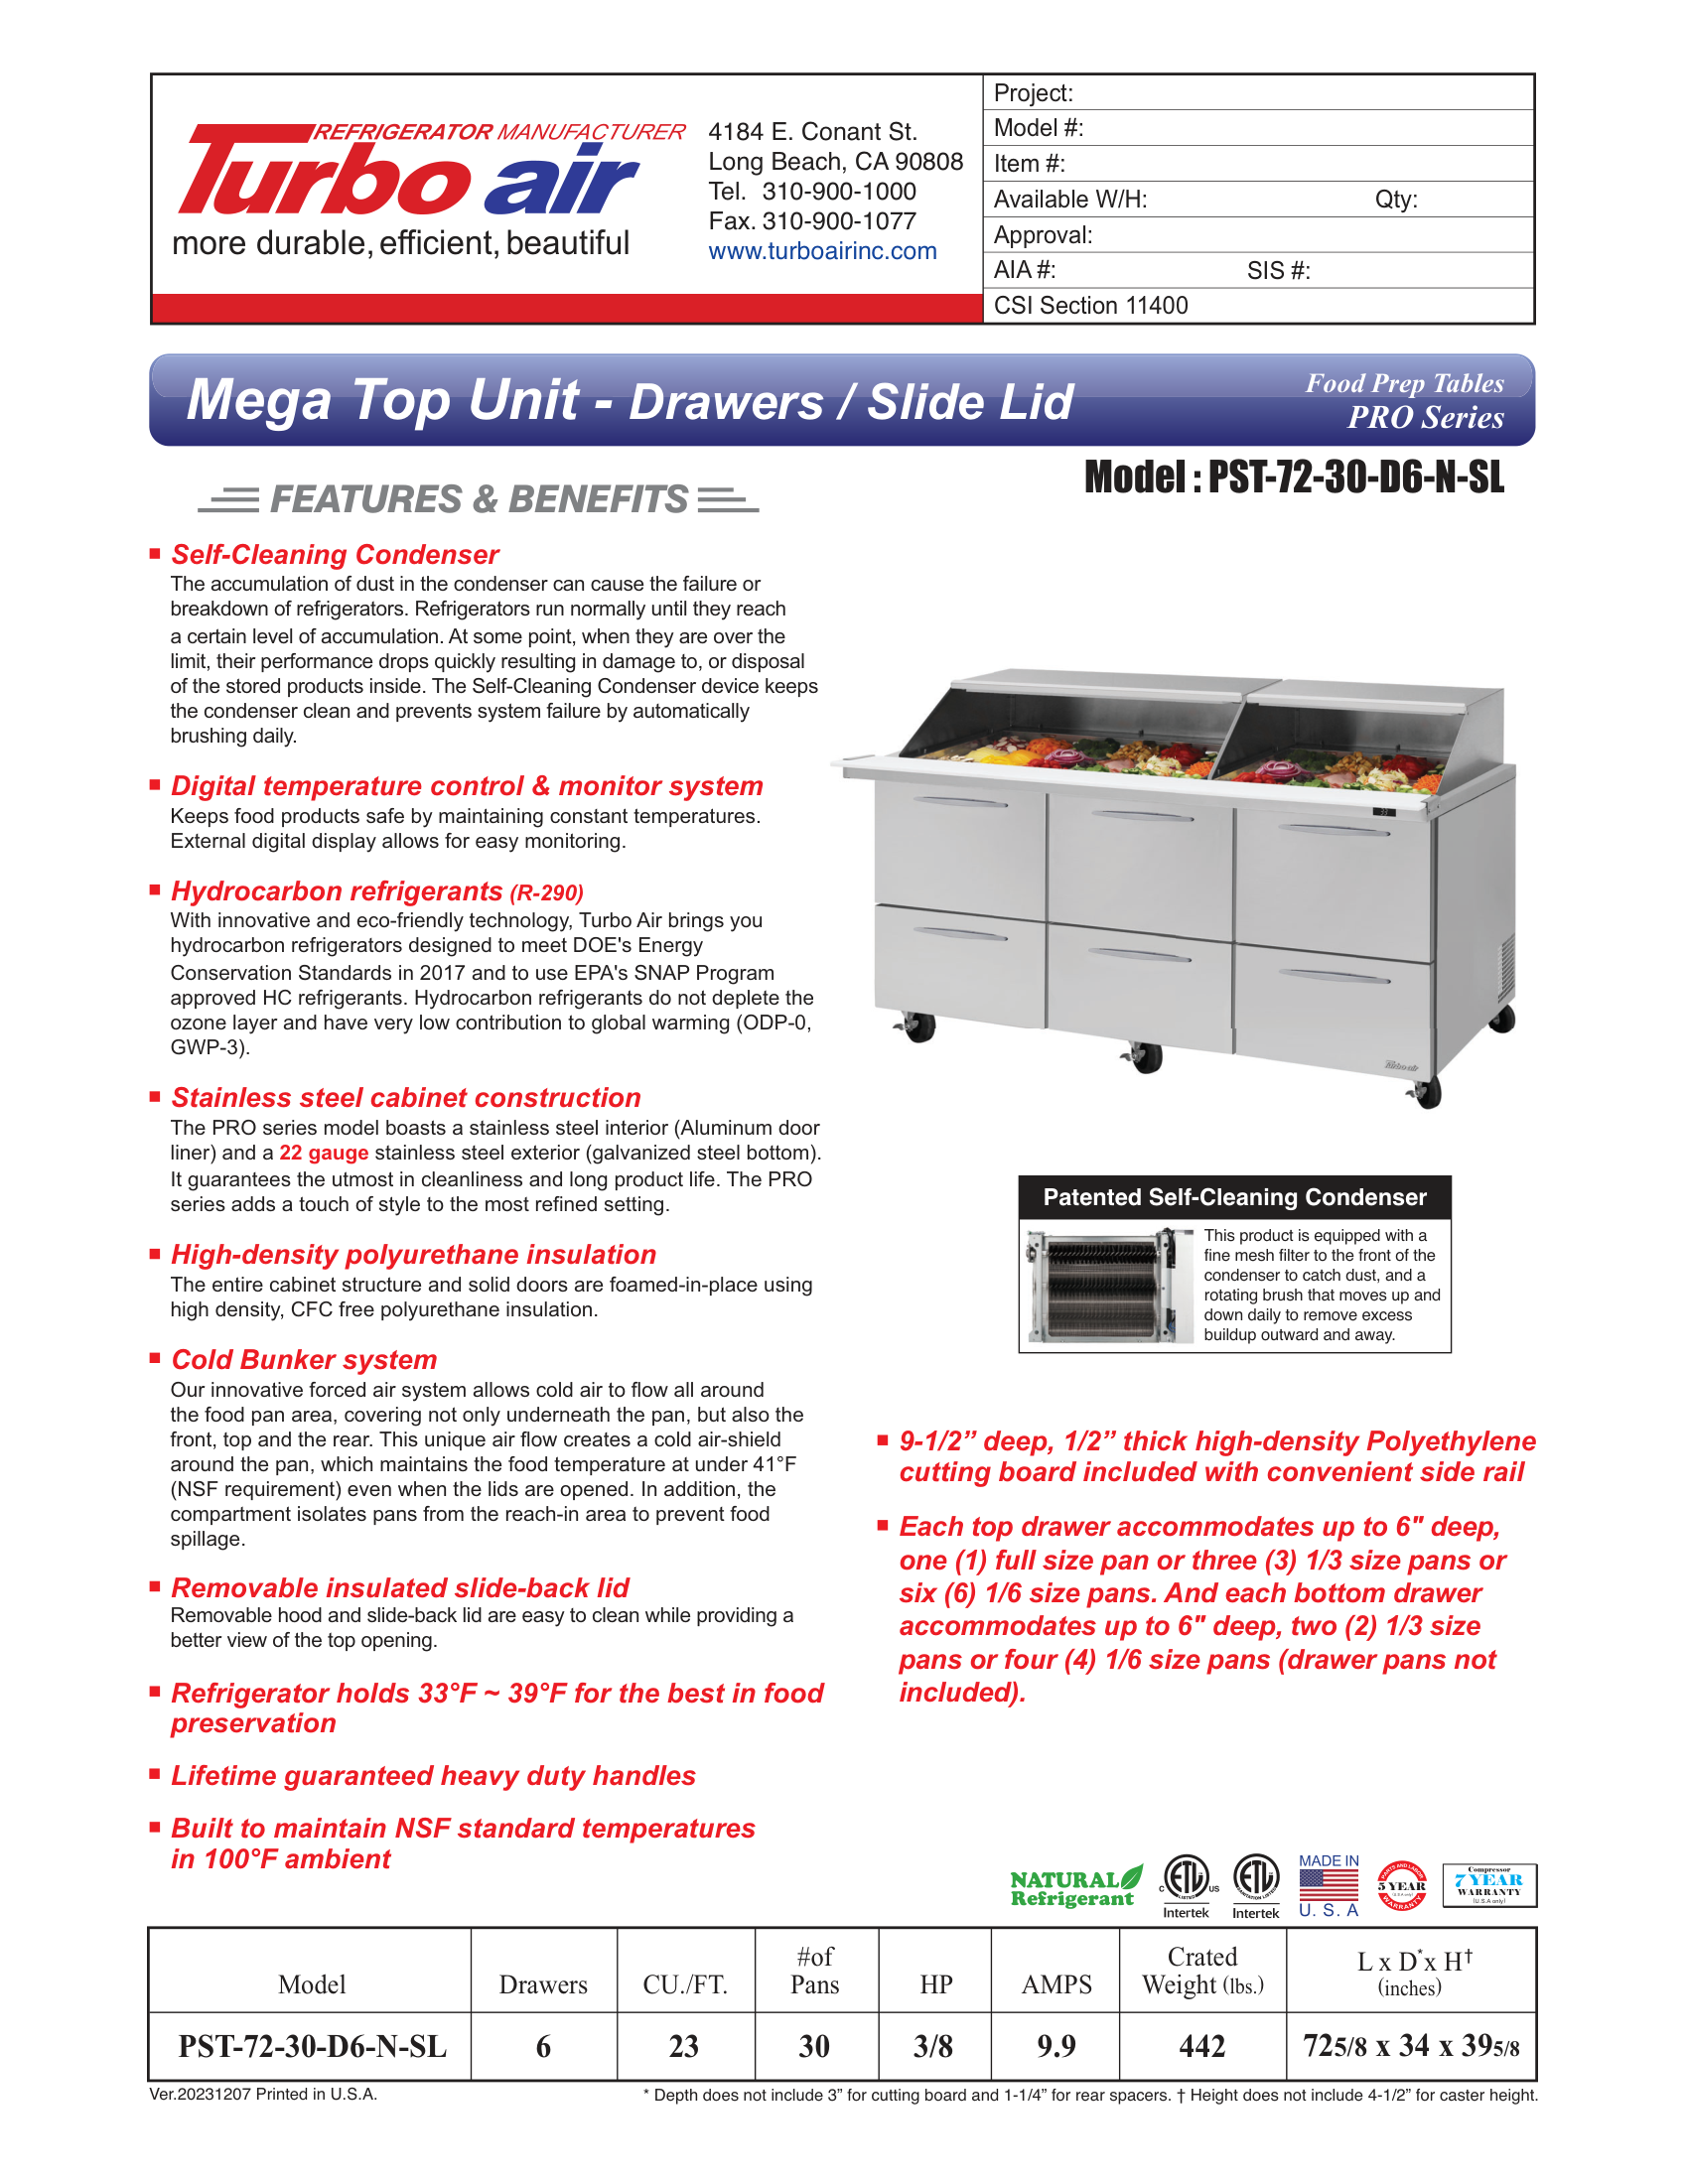 REFRIGERATOR MANUFACTURER
Turbo air
more durable, efficient, beautiful
4184 E. Conant St.
Long Beach, CA 90808
Tel. 310-900-1000
Fax. 310-900-1077
www.turboairinc.com
Project:
Model #:
Item #:
Available W/H: Qty:
Approval:
AIA #: SIS #:
CSI Section 11400
Mega Top Unit - Drawers / Slide Lid
Food Prep Tables
PRO Series
Model : PST-72-30-D6-N-SL
FEATURES & BENEFITS
Self-Cleaning Condenser
The accumulation of dust in the condenser can cause the failure or
breakdown of refrigerators. Refrigerators run normally until they reach
a certain level of accumulation. At some point, when they are over the
limit, their performance drops quickly resulting in damage to, or disposal
of the stored products inside. The Self-Cleaning Condenser device keeps
the condenser clean and prevents system failure by automatically
brushing daily.
Digital temperature control & monitor system
Keeps food products safe by maintaining constant temperatures.
External digital display allows for easy monitoring.
Hydrocarbon refrigerants (R-290)
With innovative and eco-friendly technology, Turbo Air brings you
hydrocarbon refrigerators designed to meet DOE's Energy
Conservation Standards in 2017 and to use EPA's SNAP Program
approved HC refrigerants. Hydrocarbon refrigerants do not deplete the
ozone layer and have very low contribution to global warming (ODP-0,
GWP-3).
Stainless steel cabinet construction
The PRO series model boasts a stainless steel interior (Aluminum door
liner) and a 22 gauge stainless steel exterior (galvanized steel bottom).
It guarantees the utmost in cleanliness and long product life. The PRO
series adds a touch of style to the most refined setting.
High-density polyurethane insulation
The entire cabinet structure and solid doors are foamed-in-place using
high density, CFC free polyurethane insulation.
Cold Bunker system
Our innovative forced air system allows cold air to flow all around
the food pan area, covering not only underneath the pan, but also the
front, top and the rear. This unique air flow creates a cold air-shield
around the pan, which maintains the food temperature at under 41°F
(NSF requirement) even when the lids are opened. In addition, the
compartment isolates pans from the reach-in area to prevent food
spillage.
Removable insulated slide-back lid
Removable hood and slide-back lid are easy to clean while providing a
better view of the top opening.
Refrigerator holds 33°F ~ 39°F for the best in food
preservation
Lifetime guaranteed heavy duty handles
Built to maintain NSF standard temperatures
in 100°F ambient
Turbo air
Patented Self-Cleaning Condenser
This product is equipped with a
fine mesh filter to the front of the
condenser to catch dust, and a
rotating brush that moves up and
down daily to remove excess
buildup outward and away.
9-1/2” deep, 1/2” thick high-density Polyethylene
cutting board included with convenient side rail
Each top drawer accommodates up to 6" deep,
one (1) full size pan or three (3) 1/3 size pans or
six (6) 1/6 size pans. And each bottom drawer
accommodates up to 6" deep, two (2) 1/3 size
pans or four (4) 1/6 size pans (drawer pans not
included).
NATURAL
Refrigerant
C ETL US
LISTED
Intertek
ETL
SANITATION LISTED
Intertek
MADE IN
U. S. A
PARTS AND LABOR
5 YEAR
(U.S.A only)
WARRANTY
Compressor
7 YEAR
WARRANTY
(U.S.A only)
Model Drawers CU./FT. #of Pans HP AMPS Crated Weight (lbs.) L x D* x H† (inches)
PST-72-30-D6-N-SL 6 23 30 3/8 9.9 442 725/8 x 34 x 395/8
Ver.20231207 Printed in U.S.A.
* Depth does not include 3” for cutting board and 1-1/4” for rear spacers. † Height does not include 4-1/2” for caster height.